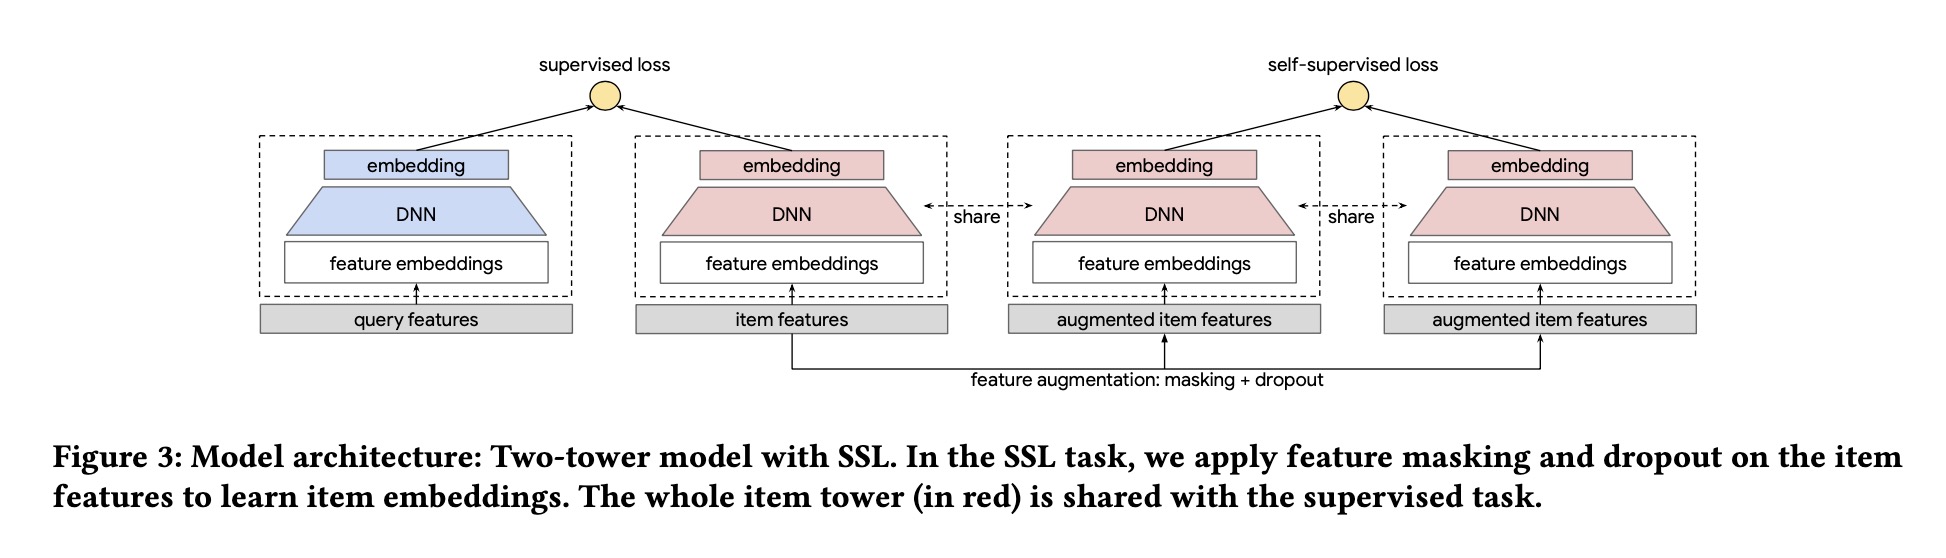 supervised loss
self-supervised loss
embedding
embedding
embedding
embedding
DNN
DNN
share
DNN
share
DNN
feature embeddings
feature embeddings
feature embeddings
feature embeddings
query features
item features
augmented item features
augmented item features
feature augmentation: masking + dropout
Figure 3: Model architecture: Two-tower model with SSL. In the SSL task, we apply feature masking and dropout on the item
features to learn item embeddings. The whole item tower (in red) is shared with the supervised task.